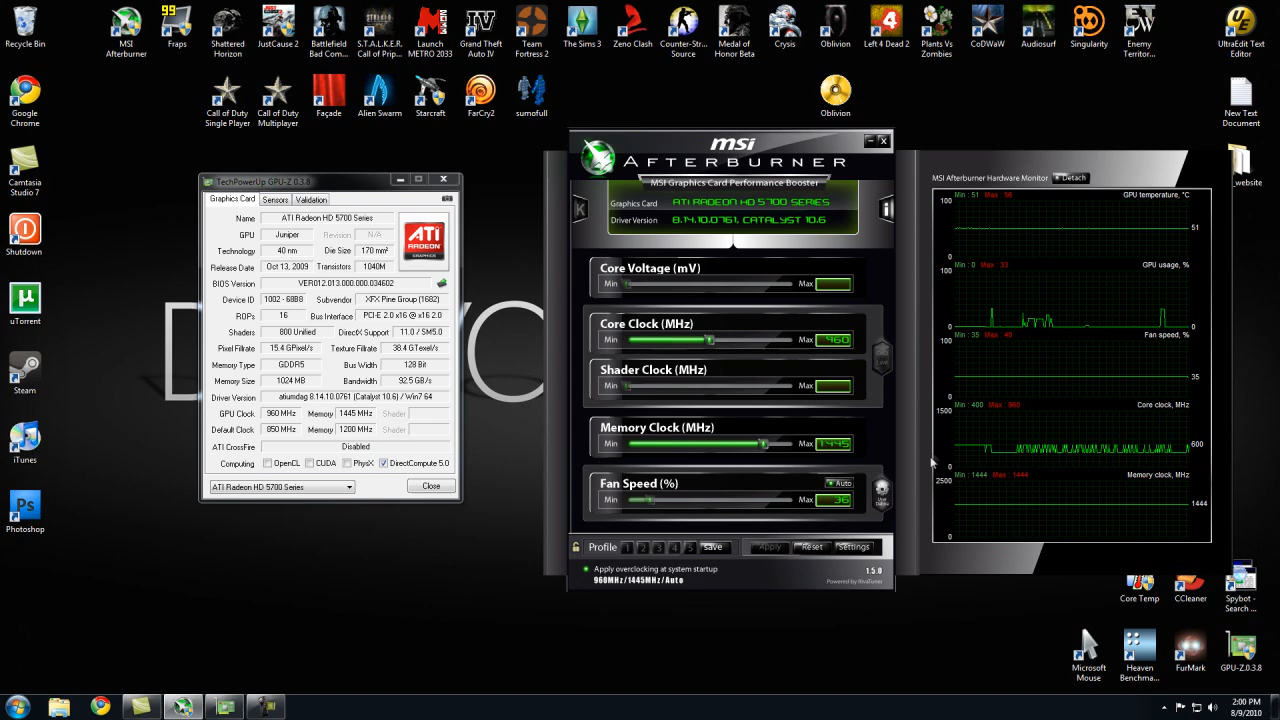 Recycle Bin
MSI
Afterburner
99
Fraps
Shattered
Horizon
JustCause 2
Battlefield
Bad Com...
S.T.A.L.K.E.R.
Call of Prip...
Launch
METRO 2033
Grand Theft
Auto IV
Team
Fortress 2
The Sims 3
Zeno Clash
Counter-Str...
Source
Medal of
Honor Beta
Crysis
Oblivion
Left 4 Dead 2
Plants Vs
Zombies
CoDWaW
Audiosurf
Singularity
Enemy
Territor...
UltraEdit Text
Editor
Google
Chrome
Call of Duty
Single Player
Call of Duty
Multiplayer
Façade
Alien Swarm
Starcraft
FarCry2
sumofull
Oblivion
New Text
Document
Camtasia
Studio 7
Shutdown
uTorrent
Steam
iTunes
Photoshop
_website
TechPowerUp GPU-Z 0.3.8
Graphics Card Sensors Validation
Name ATI Radeon HD 5700 Series
GPU Juniper Revision N/A
Technology 40 nm Die Size 170 mm²
Release Date Oct 13, 2009 Transistors 1040M
BIOS Version VER012.013.000.000.034602
Device ID 1002 - 68B8 Subvendor XFX Pine Group (1682)
ROPs 16 Bus Interface PCI-E 2.0 x16 @ x16 2.0
Shaders 800 Unified DirectX Support 11.0 / SM5.0
Pixel Fillrate 15.4 GPixel/s Texture Fillrate 38.4 GTexel/s
Memory Type GDDR5 Bus Width 128 Bit
Memory Size 1024 MB Bandwidth 92.5 GB/s
Driver Version atiumdag 8.14.10.0761 (Catalyst 10.6) / Win7 64
GPU Clock 960 MHz Memory 1445 MHz Shader
Default Clock 850 MHz Memory 1200 MHz Shader
ATI CrossFire Disabled
Computing OpenCL CUDA PhysX DirectCompute 5.0
ATI Radeon HD 5700 Series Close
ATI
RADEON
GRAPHICS
msi
AFTERBURNER
MSI Graphics Card Performance Booster
Graphics Card ATI RADEON HD 5700 SERIES
Driver Version 8.14.10.0761, CATALYST 10.6
Core Voltage (mV)
Min Max
Core Clock (MHz)
Min Max 960
Shader Clock (MHz)
Min Max
Memory Clock (MHz)
Min Max 1445
Fan Speed (%) Auto
Min Max 36
User
Define
Profile 1 2 3 4 5 save Apply Reset Settings
Apply overclocking at system startup 1.5.0
960MHz/1445MHz/Auto Powered by RivaTuner
MSI Afterburner Hardware Monitor Detach
Min : 51 Max : 56 GPU temperature, °C
100
51
0
Min : 0 Max : 33 GPU usage, %
100
0
0
Min : 35 Max : 40 Fan speed, %
100
35
0
Min : 400 Max : 960 Core clock, MHz
1500
600
0
Min : 1444 Max : 1444 Memory clock, MHz
2500
1444
0
Core Temp
CCleaner
Spybot -
Search ...
Microsoft
Mouse
Heaven
Benchma...
FurMark
GPU-Z.0.3.8
2:00 PM
8/9/2010